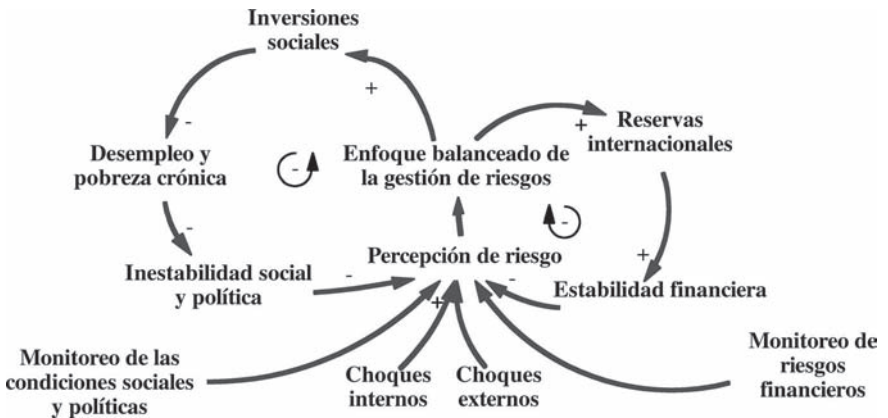 Inversiones
sociales
+
-
+
Reservas
internacionales
Desempleo y
pobreza crónica
-
Enfoque balanceado de
la gestión de riesgos
-
-
Percepción de riesgo
+
Inestabilidad social
y política
-
-
Estabilidad financiera
+
Monitoreo de las
condiciones sociales
y políticas
Choques
internos
Choques
externos
Monitoreo de
riesgos
financieros